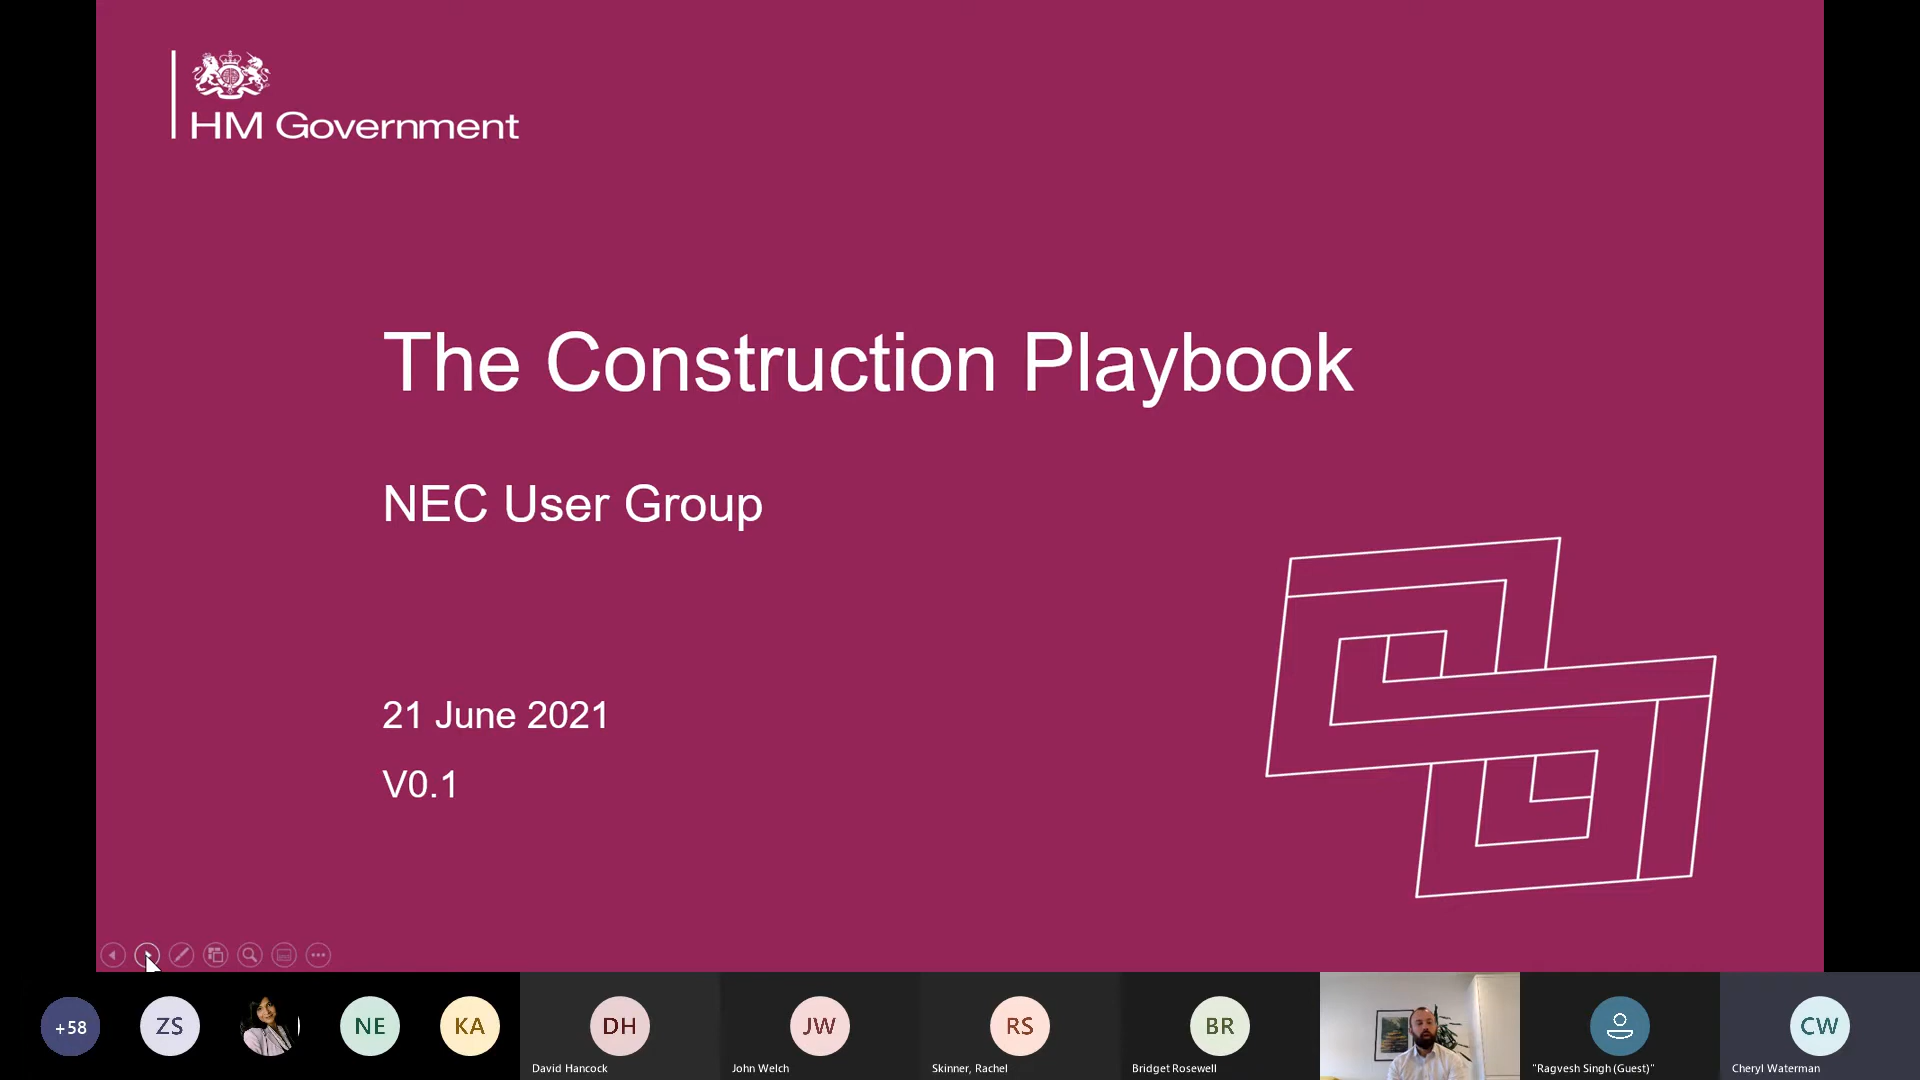 HM Government
The Construction Playbook
NEC User Group
21 June 2021
V0.1
+58
ZS
NE
KA
DH
David Hancock
JW
John Welch
RS
Skinner, Rachel
BR
Bridget Rosewell
"Ragvesh Singh (Guest)"
CW
Cheryl Waterman